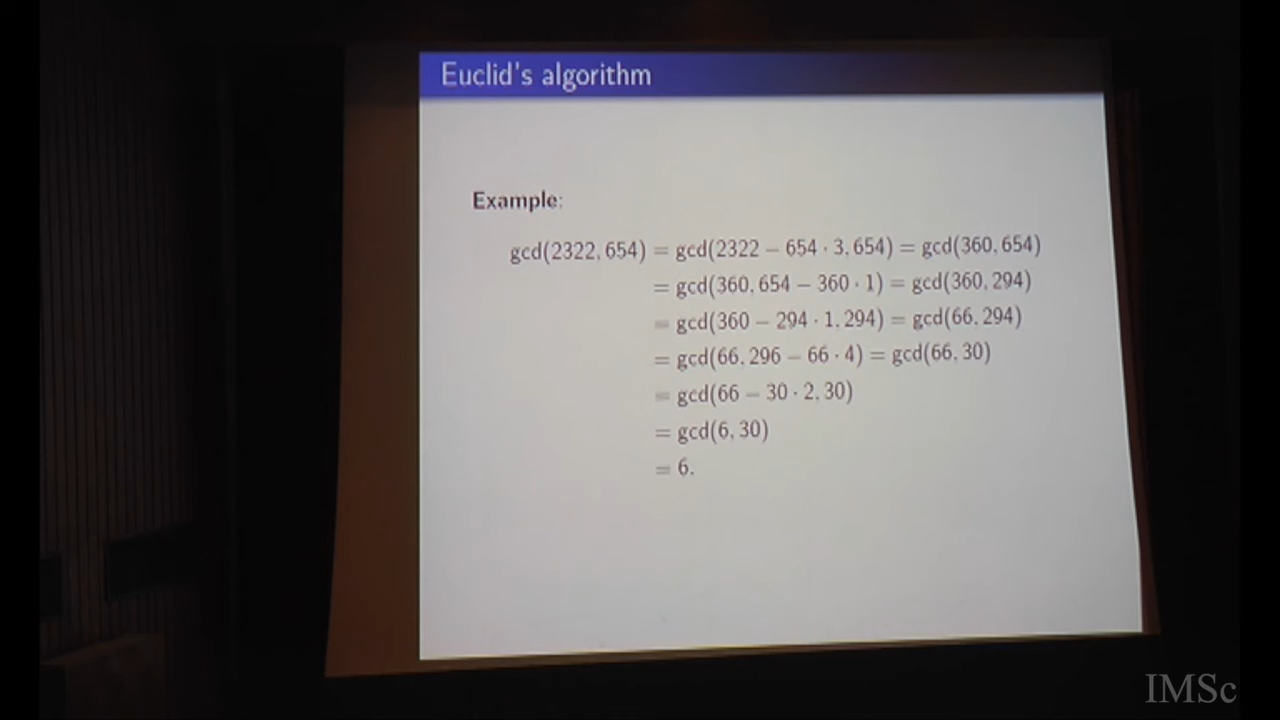 Euclid's algorithm
Example:
gcd(2322, 654) = gcd(2322 − 654 · 3, 654) = gcd(360, 654)
= gcd(360, 654 − 360 · 1) = gcd(360, 294)
= gcd(360 − 294 · 1, 294) = gcd(66, 294)
= gcd(66, 296 − 66 · 4) = gcd(66, 30)
= gcd(66 − 30 · 2, 30)
= gcd(6, 30)
= 6.
IMSc